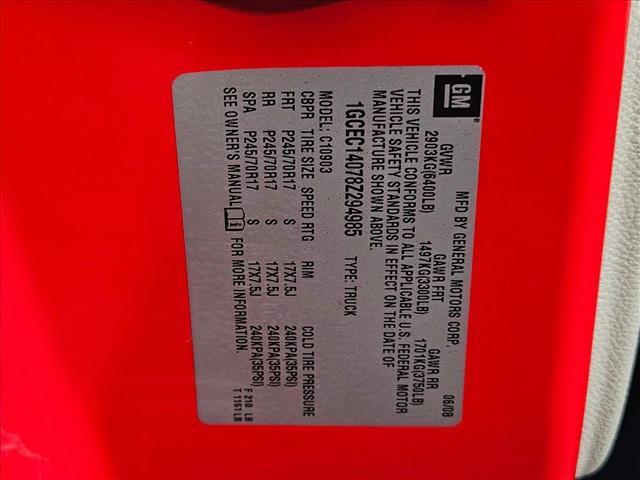 GM
MFD BY GENERAL MOTORS CORP. 06/08
GVWR GAWR FRT GAWR RR
2903KG(6400LB) 1497KG(3300LB) 1701KG(3750LB)
THIS VEHICLE CONFORMS TO ALL APPLICABLE U.S. FEDERAL MOTOR
VEHICLE SAFETY STANDARDS IN EFFECT ON THE DATE OF
MANUFACTURE SHOWN ABOVE.
1GCEC14078Z294985 TYPE: TRUCK
MODEL: C10903
CBPR TIRE SIZE SPEED RTG RIM COLD TIRE PRESSURE
FRT P245/70R17 S 17X7.5J 240KPA(35PSI)
RR P245/70R17 S 17X7.5J 240KPA(35PSI)
SPA P245/70R17 S 17X7.5J 240KPA(35PSI)
SEE OWNER'S MANUAL FOR MORE INFORMATION.
F 210 LB
T 1161 LB